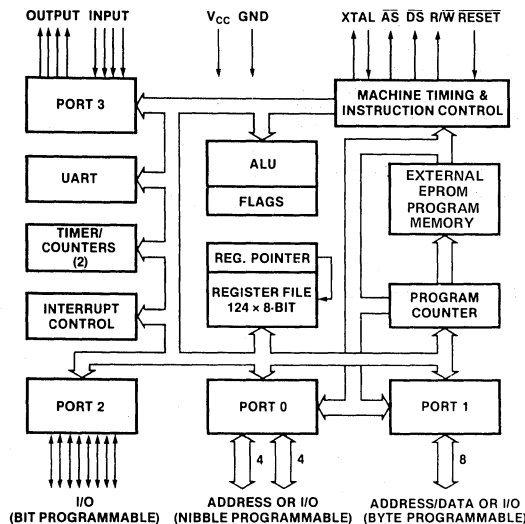 OUTPUT INPUT
VCC GND
XTAL AS DS R/W RESET
PORT 3
MACHINE TIMING &
INSTRUCTION CONTROL
ALU
FLAGS
UART
EXTERNAL
EPROM
PROGRAM
MEMORY
TIMER/
COUNTERS
(2)
REG. POINTER
REGISTER FILE
124 × 8-BIT
INTERRUPT
CONTROL
PROGRAM
COUNTER
PORT 2
PORT 0
PORT 1
4 4
8
I/O
(BIT PROGRAMMABLE)
ADDRESS OR I/O
(NIBBLE PROGRAMMABLE)
ADDRESS/DATA OR I/O
(BYTE PROGRAMMABLE)